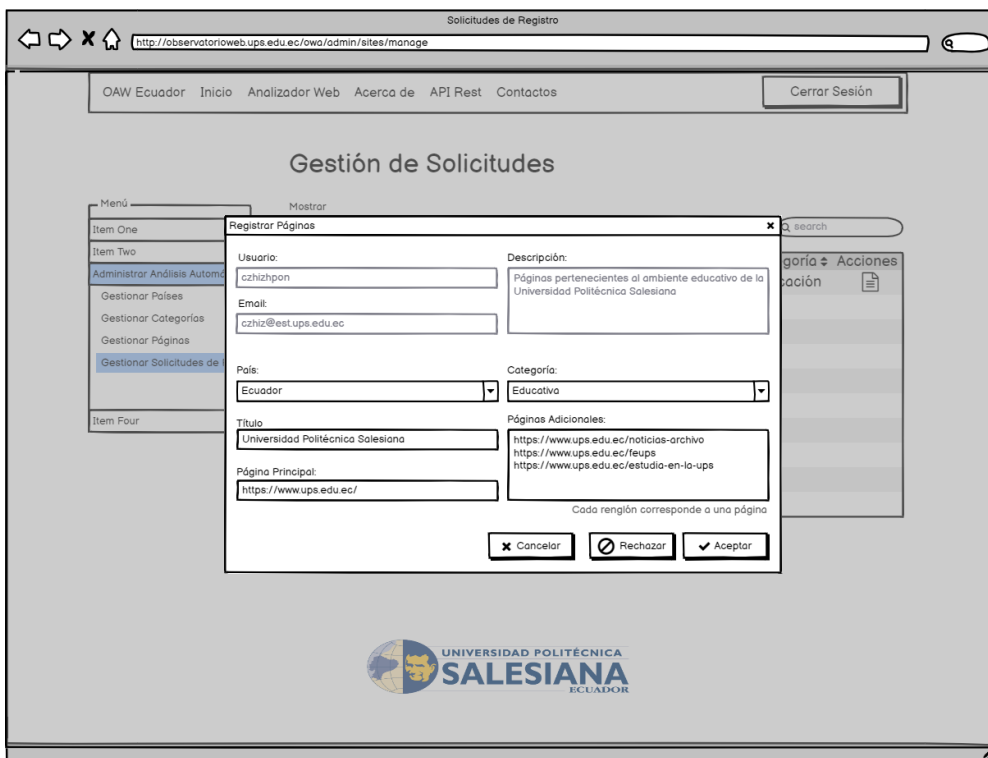 Solicitudes de Registro
http://observatorioweb.ups.edu.ec/owa/admin/sites/manage
OAW Ecuador Inicio Analizador Web Acerca de API Rest Contactos Cerrar Sesión
Gestión de Solicitudes
Menú
Item One
Item Two
Administrar Análisis Automá
Gestionar Países
Gestionar Categorías
Gestionar Páginas
Gestionar Solicitudes de
Item Four
Mostrar
search
goría Acciones
cación
Registrar Páginas
Usuario:
czhizhpon
Email:
czhiz@est.ups.edu.ec
Descripción:
Páginas pertenecientes al ambiente educativo de la
Universidad Politécnica Salesiana
País:
Ecuador
Categoría:
Educativa
Título
Universidad Politécnica Salesiana
Página Principal:
https://www.ups.edu.ec/
Páginas Adicionales:
https://www.ups.edu.ec/noticias-archivo
https://www.ups.edu.ec/feups
https://www.ups.edu.ec/estudia-en-la-ups
Cada renglón corresponde a una página
Cancelar Rechazar Aceptar
UNIVERSIDAD POLITÉCNICA
SALESIANA
ECUADOR